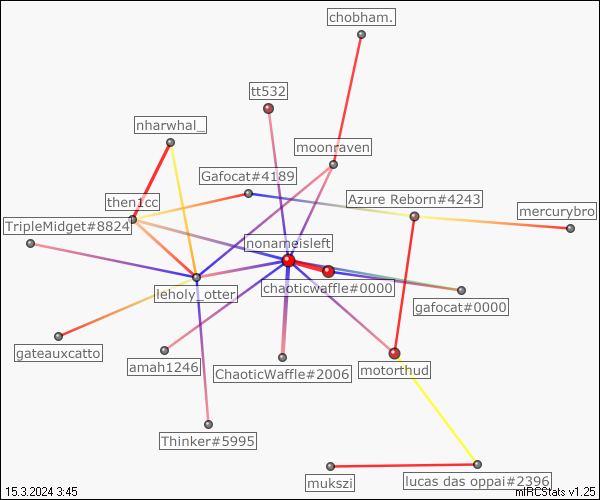 chobham.
tt532
nharwhal_
moonraven
Gafocat#4189
then1cc
Azure Reborn#4243
mercurybro
TripleMidget#8824
nonameisleft
chaoticwaffle#0000
leholy_otter
gafocat#0000
gateauxcatto
amah1246
ChaoticWaffle#2006
motorthud
Thinker#5995
mukszi
lucas das oppai#2396
15.3.2024 3:45
mIRCStats v1.25